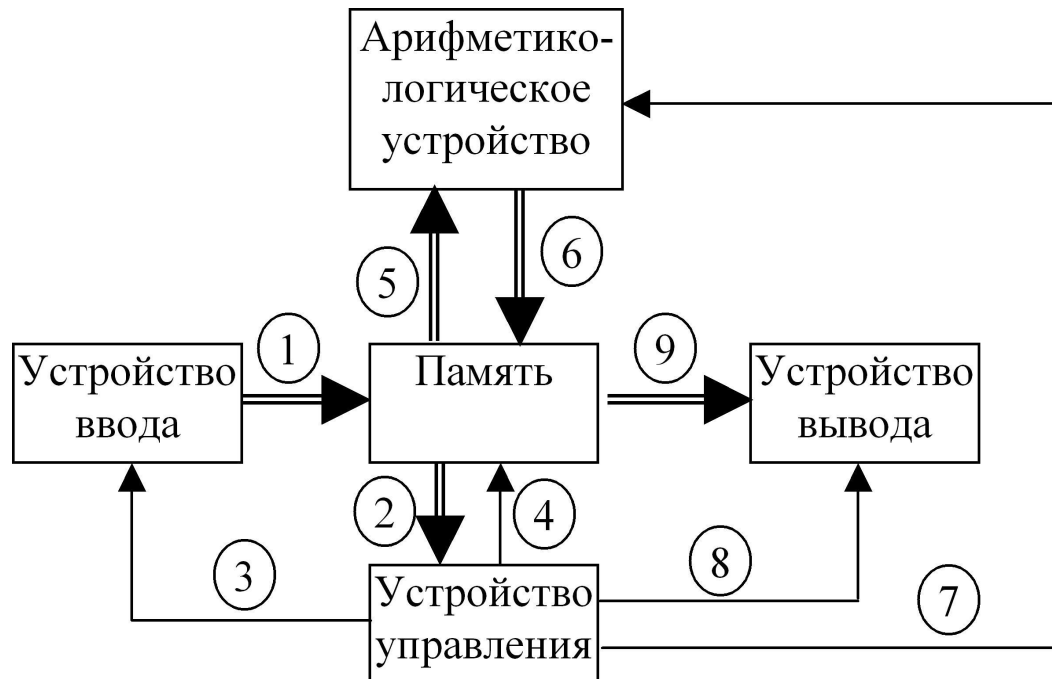 Арифметико-
логическое
устройство
5
6
1
9
Устройство
ввода
Память
Устройство
вывода
2
4
3
8
7
Устройство
управления